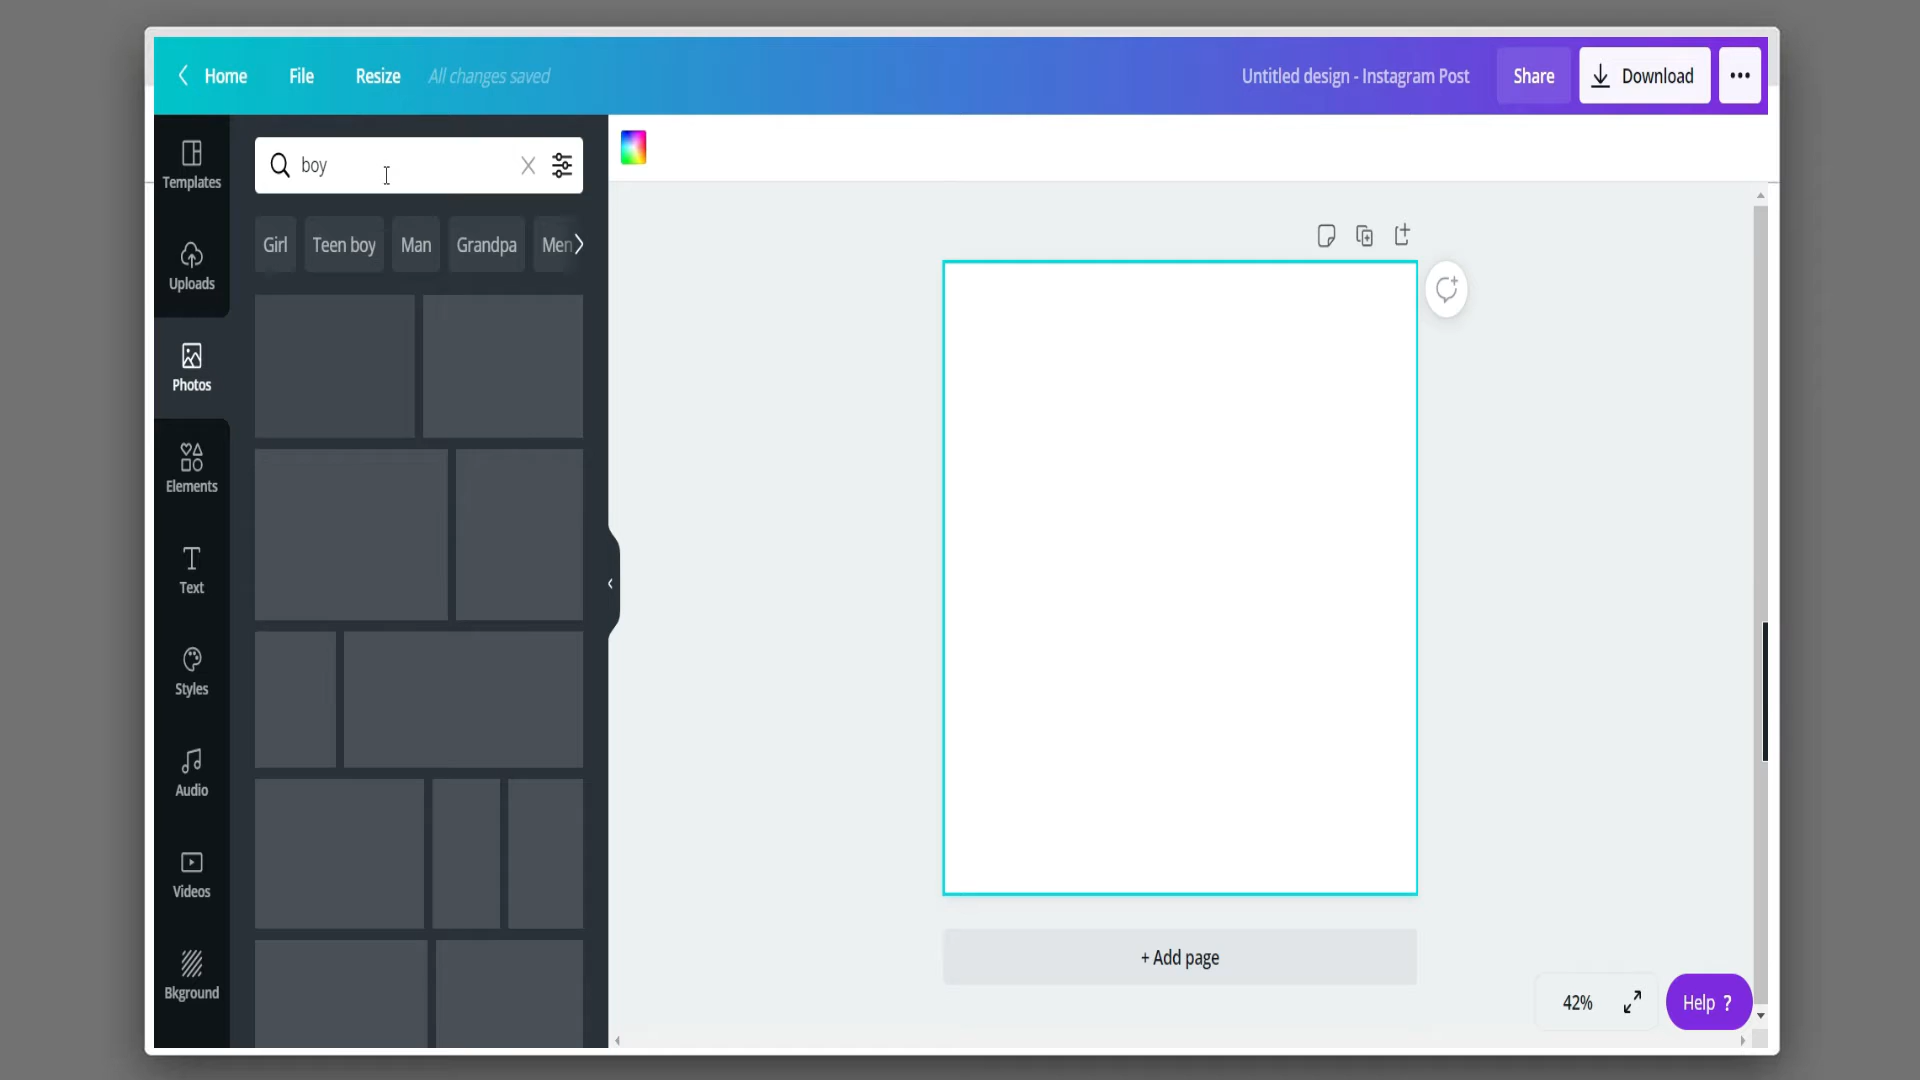 Home File Resize All changes saved Untitled design - Instagram Post Share Download
boy
Girl Teen boy Man Grandpa Men
Templates
Uploads
Photos
Elements
Text
Styles
Audio
Videos
Bkground
+ Add page
42% Help ?